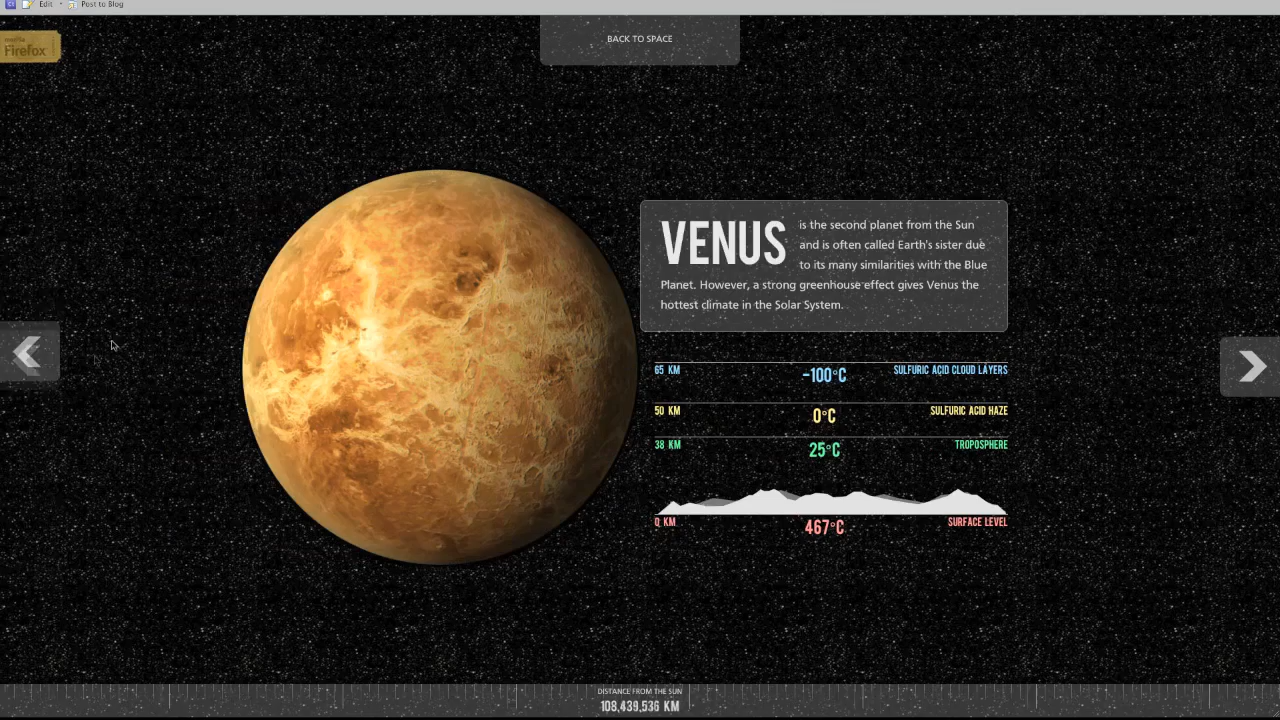 Edit
Post to Blog
mozilla
Firefox
BACK TO SPACE
VENUS is the second planet from the Sun
and is often called Earth's sister due
to its many similarities with the Blue
Planet. However, a strong greenhouse effect gives Venus the
hottest climate in the Solar System.
65 KM -100°C SULFURIC ACID CLOUD LAYERS
50 KM 0°C SULFURIC ACID HAZE
38 KM 25°C TROPOSPHERE
0 KM 467°C SURFACE LEVEL
DISTANCE FROM THE SUN
108,439,536 KM